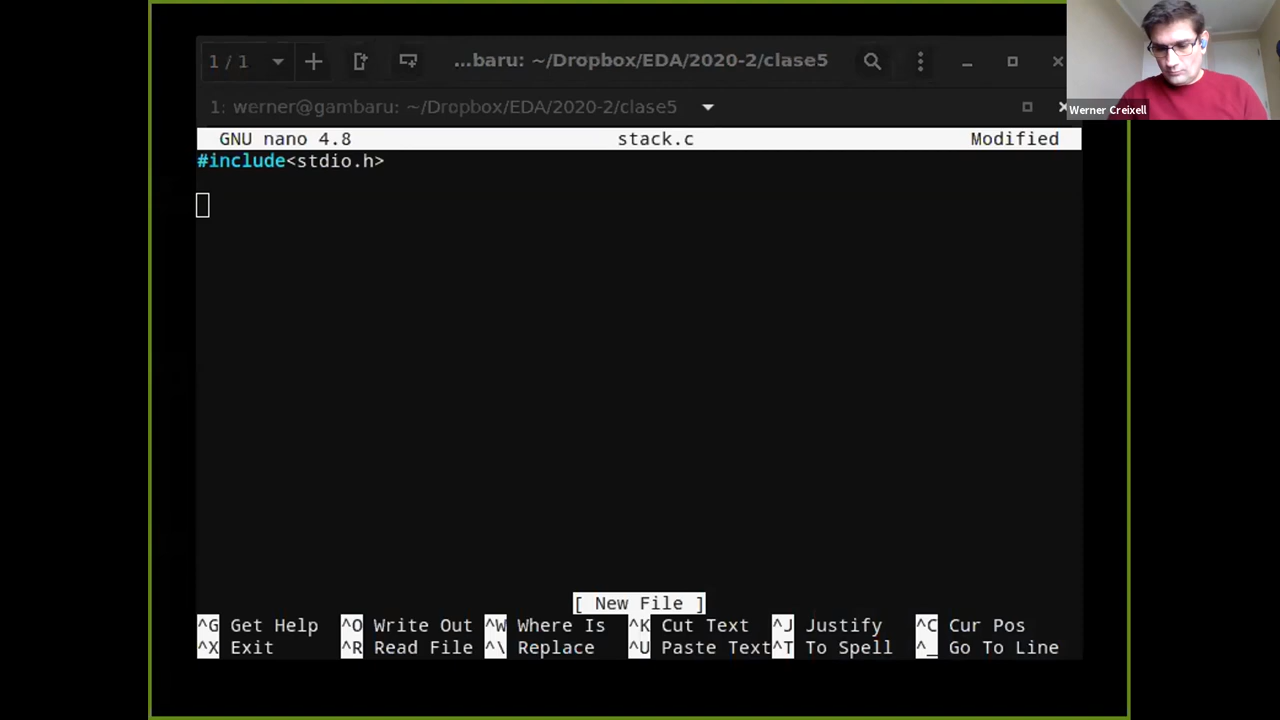 1 / 1 ...baru: ~/Dropbox/EDA/2020-2/clase5
Werner Creixell
1: werner@gambaru: ~/Dropbox/EDA/2020-2/clase5
GNU nano 4.8 stack.c Modified
#include<stdio.h>
[ New File ]
^G Get Help ^O Write Out ^W Where Is ^K Cut Text ^J Justify ^C Cur Pos
^X Exit ^R Read File ^\ Replace ^U Paste Text ^T To Spell ^_ Go To Line